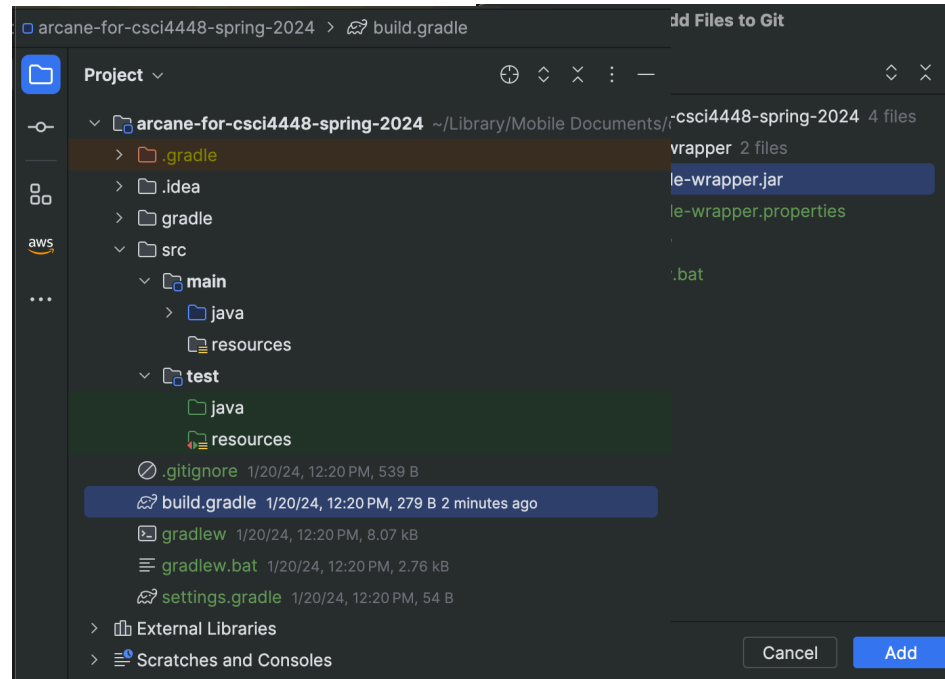 arcane-for-csci4448-spring-2024 > build.gradle
Project
arcane-for-csci4448-spring-2024 ~/Library/Mobile Documents/
.gradle
.idea
gradle
src
main
java
resources
test
java
resources
.gitignore 1/20/24, 12:20 PM, 539 B
build.gradle 1/20/24, 12:20 PM, 279 B 2 minutes ago
gradlew 1/20/24, 12:20 PM, 8.07 kB
gradlew.bat 1/20/24, 12:20 PM, 2.76 kB
settings.gradle 1/20/24, 12:20 PM, 54 B
External Libraries
Scratches and Consoles
aws
dd Files to Git
-csci4448-spring-2024 4 files
wrapper 2 files
le-wrapper.jar
le-wrapper.properties
.bat
Cancel
Add